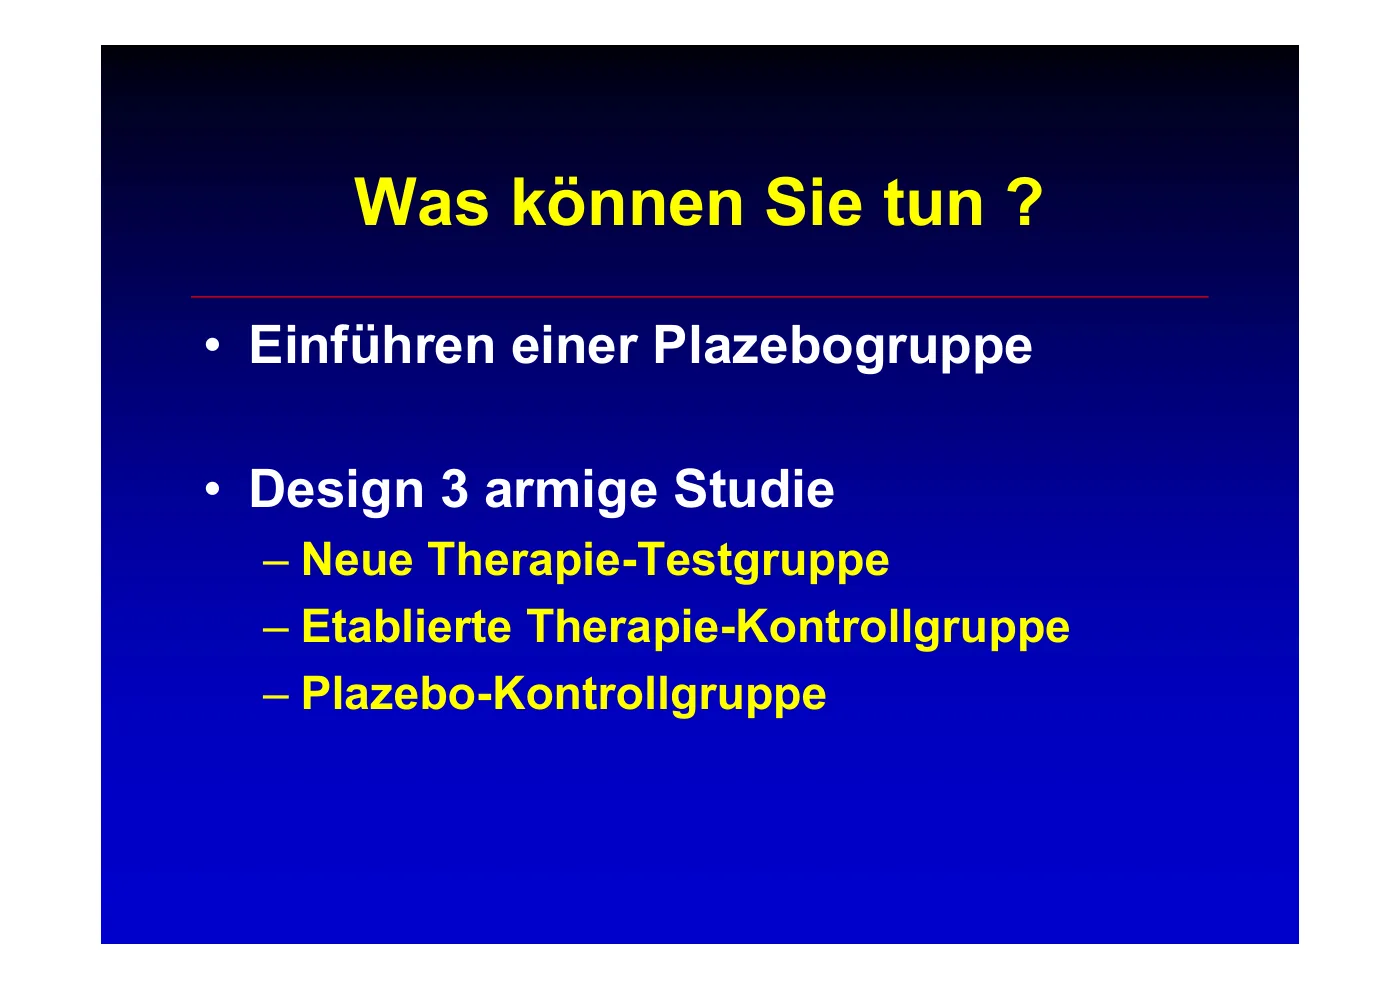 Was können Sie tun ?
• Einführen einer Plazebogruppe
• Design 3 armige Studie
– Neue Therapie-Testgruppe
– Etablierte Therapie-Kontrollgruppe
– Plazebo-Kontrollgruppe